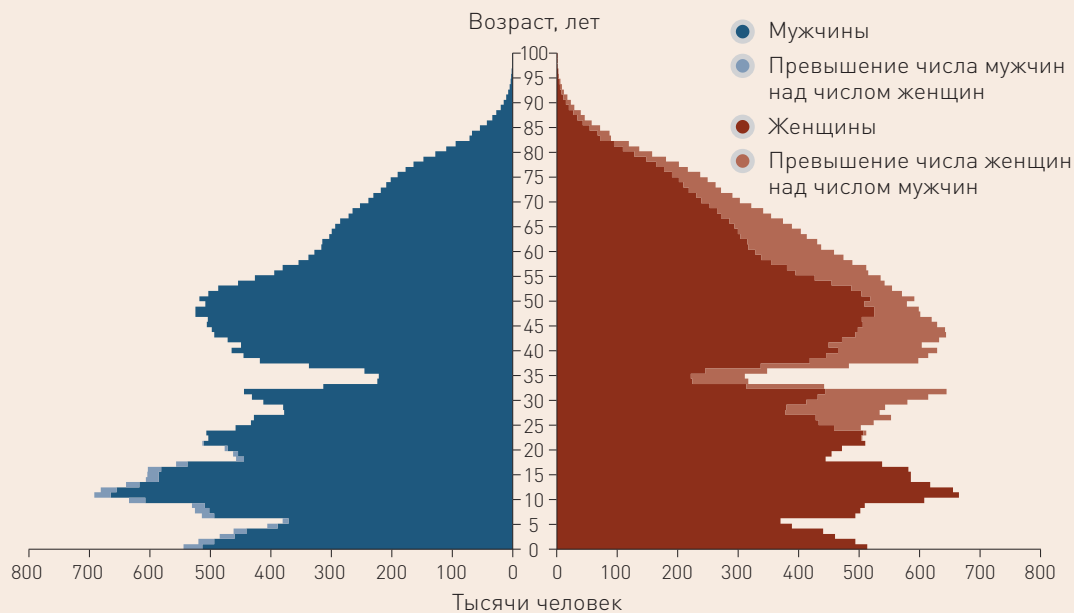 Возраст, лет
Мужчины
Превышение числа мужчин
над числом женщин
Женщины
Превышение числа женщин
над числом мужчин
100
95
90
85
80
75
70
65
60
55
50
45
40
35
30
25
20
15
10
5
0
800 700 600 500 400 300 200 100 0 0 100 200 300 400 500 600 700 800
Тысячи человек